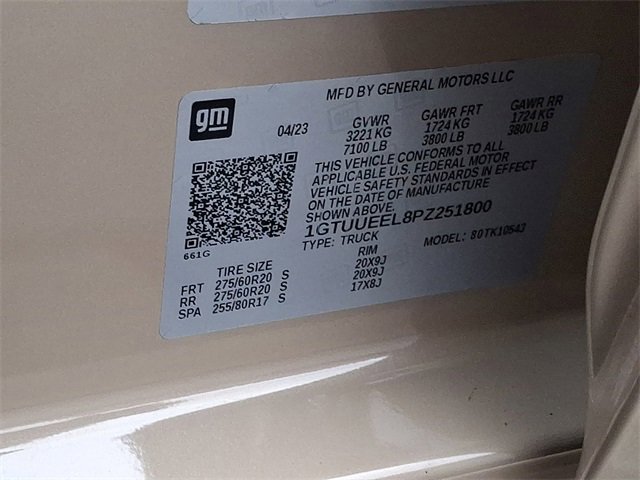 MFD BY GENERAL MOTORS LLC
gm
04/23
GVWR GAWR FRT GAWR RR
3221 KG 1724 KG 1724 KG
7100 LB 3800 LB 3800 LB
THIS VEHICLE CONFORMS TO ALL
APPLICABLE U.S. FEDERAL MOTOR
VEHICLE SAFETY STANDARDS IN EFFECT
ON THE DATE OF MANUFACTURE
SHOWN ABOVE.
1GTUUEEL8PZ251800
TYPE: TRUCK MODEL: 80TK10543
661G
TIRE SIZE RIM
FRT 275/60R20 S 20X9J
RR 275/60R20 S 20X9J
SPA 255/80R17 S 17X8J